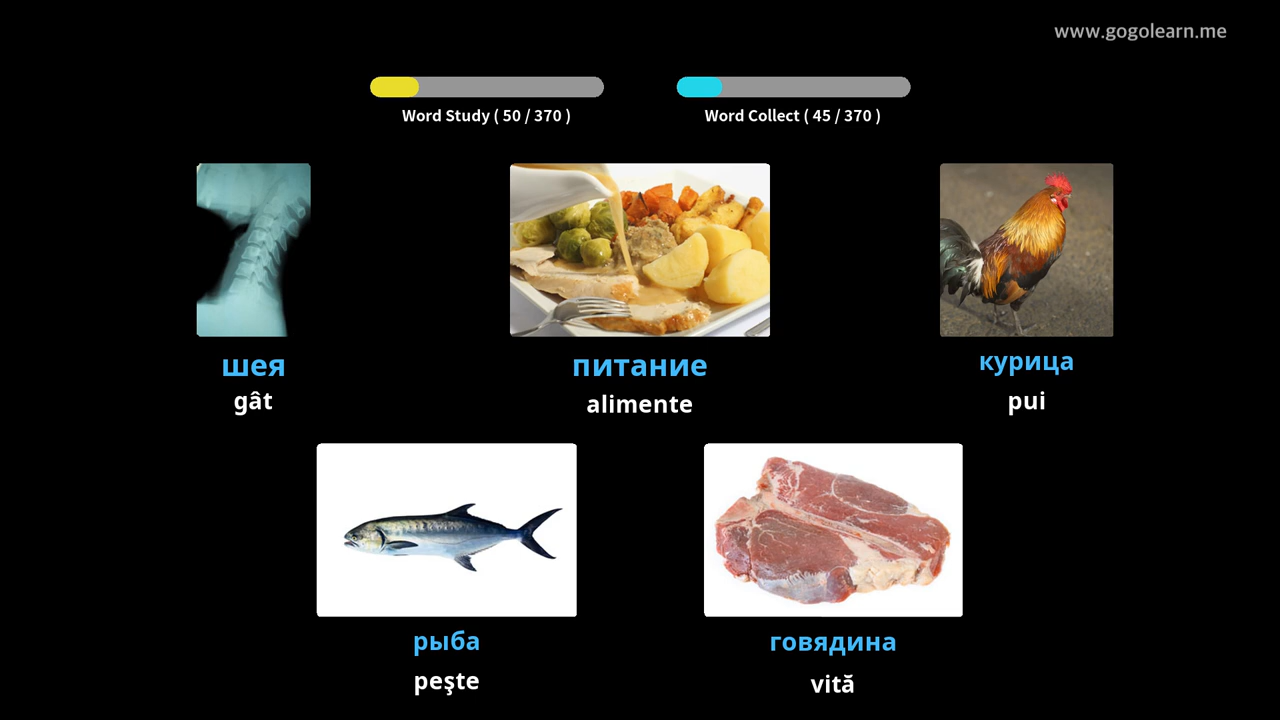 www.gogolearn.me
Word Study ( 50 / 370 )
Word Collect ( 45 / 370 )
шея
gât
питание
alimente
курица
pui
рыба
peşte
говядина
vită